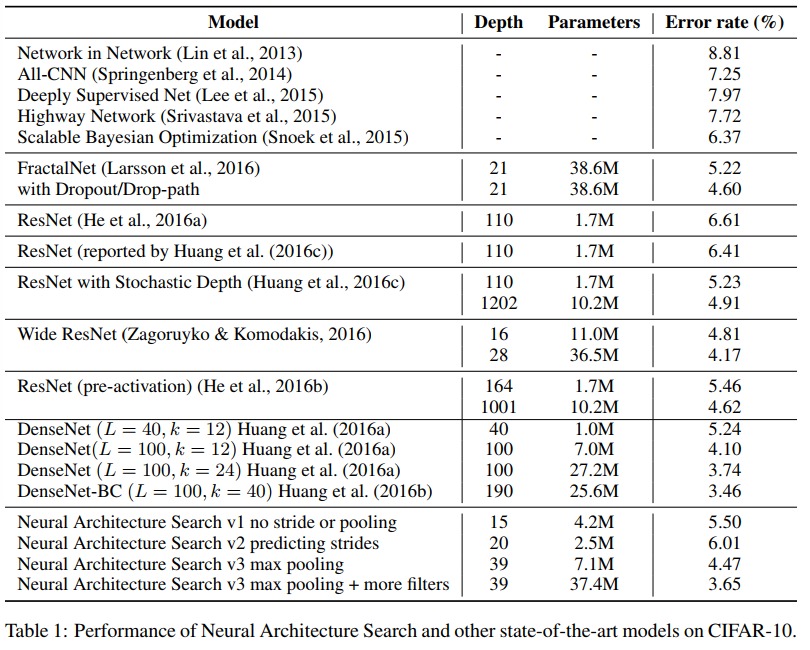 Model Depth Parameters Error rate (%)
Network in Network (Lin et al., 2013) - - 8.81
All-CNN (Springenberg et al., 2014) - - 7.25
Deeply Supervised Net (Lee et al., 2015) - - 7.97
Highway Network (Srivastava et al., 2015) - - 7.72
Scalable Bayesian Optimization (Snoek et al., 2015) - - 6.37
FractalNet (Larsson et al., 2016) 21 38.6M 5.22
with Dropout/Drop-path 21 38.6M 4.60
ResNet (He et al., 2016a) 110 1.7M 6.61
ResNet (reported by Huang et al. (2016c)) 110 1.7M 6.41
ResNet with Stochastic Depth (Huang et al., 2016c) 110 1.7M 5.23
1202 10.2M 4.91
Wide ResNet (Zagoruyko & Komodakis, 2016) 16 11.0M 4.81
28 36.5M 4.17
ResNet (pre-activation) (He et al., 2016b) 164 1.7M 5.46
1001 10.2M 4.62
DenseNet (L = 40, k = 12) Huang et al. (2016a) 40 1.0M 5.24
DenseNet(L = 100, k = 12) Huang et al. (2016a) 100 7.0M 4.10
DenseNet (L = 100, k = 24) Huang et al. (2016a) 100 27.2M 3.74
DenseNet-BC (L = 100, k = 40) Huang et al. (2016b) 190 25.6M 3.46
Neural Architecture Search v1 no stride or pooling 15 4.2M 5.50
Neural Architecture Search v2 predicting strides 20 2.5M 6.01
Neural Architecture Search v3 max pooling 39 7.1M 4.47
Neural Architecture Search v3 max pooling + more filters 39 37.4M 3.65
Table 1: Performance of Neural Architecture Search and other state-of-the-art models on CIFAR-10.